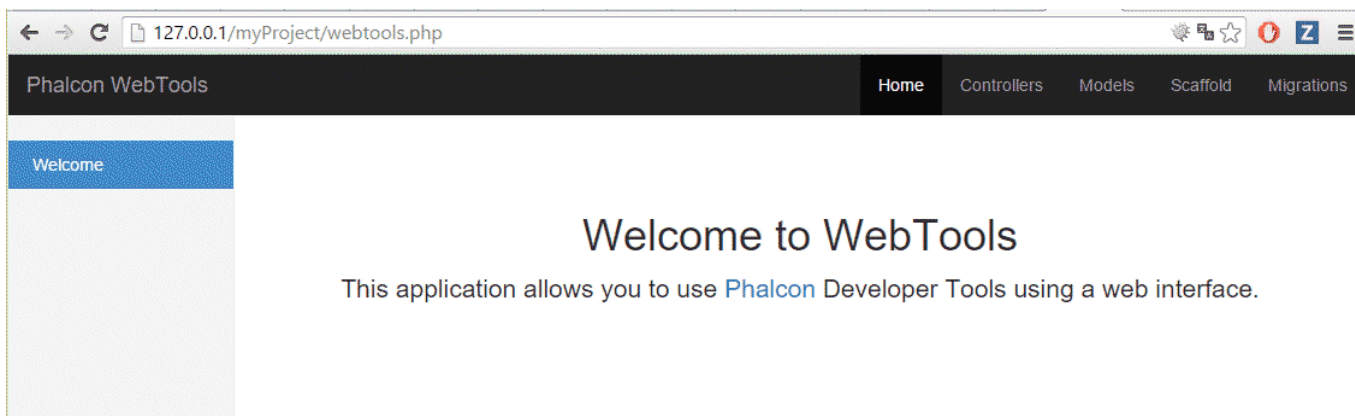 127.0.0.1/myProject/webtools.php
Z
Phalcon WebTools
Home Controllers Models Scaffold Migrations
Welcome
Welcome to WebTools
This application allows you to use Phalcon Developer Tools using a web interface.